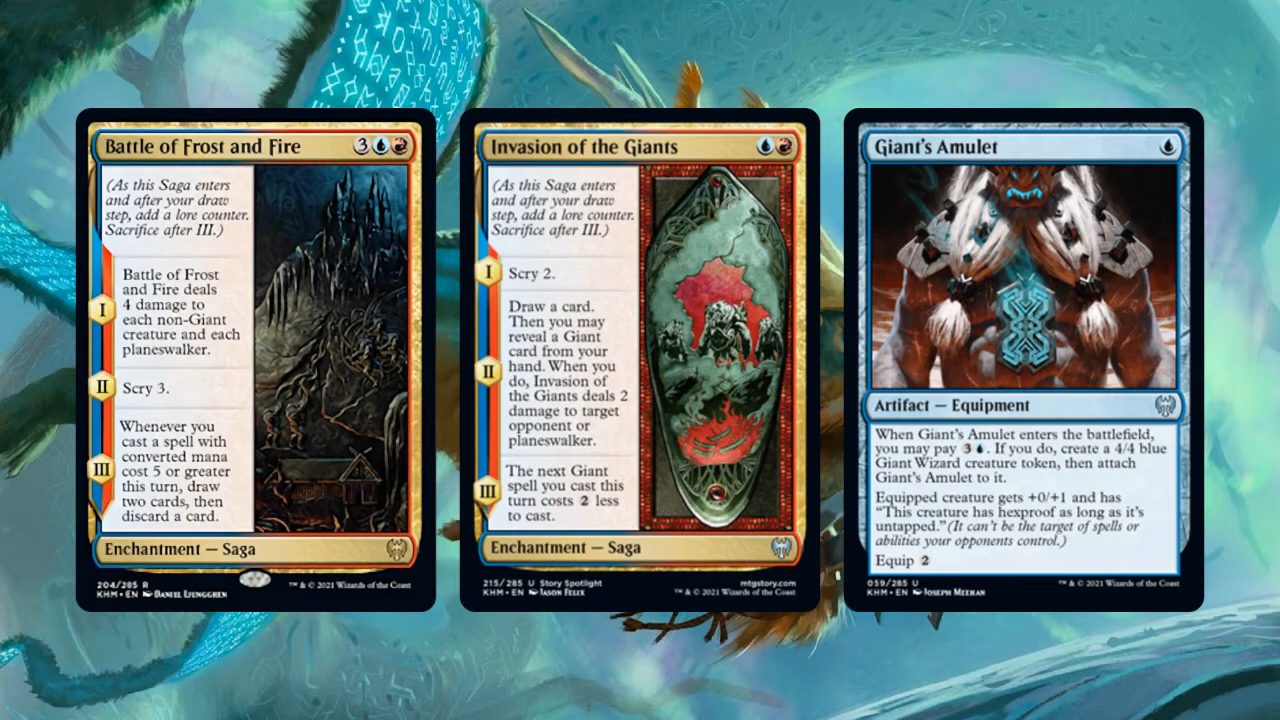 Battle of Frost and Fire 3
(As this Saga enters
and after your draw
step, add a lore counter.
Sacrifice after III.)
I
Battle of Frost
and Fire deals
4 damage to
each non-Giant
creature and each
planeswalker.
II
Scry 3.
III
Whenever you
cast a spell with
converted mana
cost 5 or greater
this turn, draw
two cards, then
discard a card.
Enchantment — Saga
204/285 R
KHM • EN Daniel Ljunggren
™ & © 2021 Wizards of the Coast
Invasion of the Giants
(As this Saga enters
and after your draw
step, add a lore counter.
Sacrifice after III.)
I
Scry 2.
II
Draw a card.
Then you may
reveal a Giant
card from your
hand. When you
do, Invasion of
the Giants deals 2
damage to target
opponent or
planeswalker.
III
The next Giant
spell you cast this
turn costs 2 less
to cast.
Enchantment — Saga
215/285 U Story Spotlight
KHM • EN Jason Felix
mtgstory.com
™ & © 2021 Wizards of the Coast
Giant's Amulet
Artifact — Equipment
When Giant's Amulet enters the battlefield,
you may pay 3. If you do, create a 4/4 blue
Giant Wizard creature token, then attach
Giant's Amulet to it.
Equipped creature gets +0/+1 and has
“This creature has hexproof as long as it's
untapped.” (It can't be the target of spells or
abilities your opponents control.)
Equip 2
059/285 U
KHM • EN Joseph Meehan
™ & © 2021 Wizards of the Coast